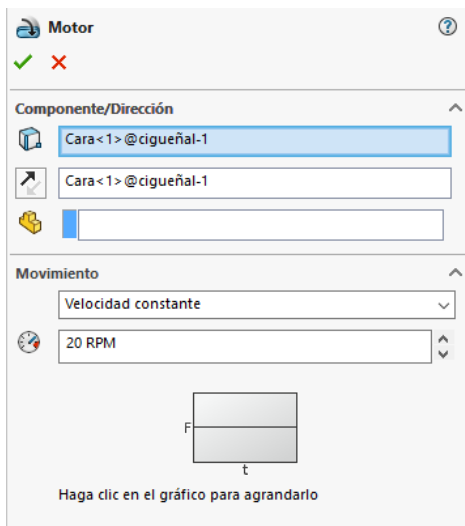 Motor
Componente/Dirección
Cara<1>@cigueñal-1
Cara<1>@cigueñal-1
Movimiento
Velocidad constante
20 RPM
F
t
Haga clic en el gráfico para agrandarlo